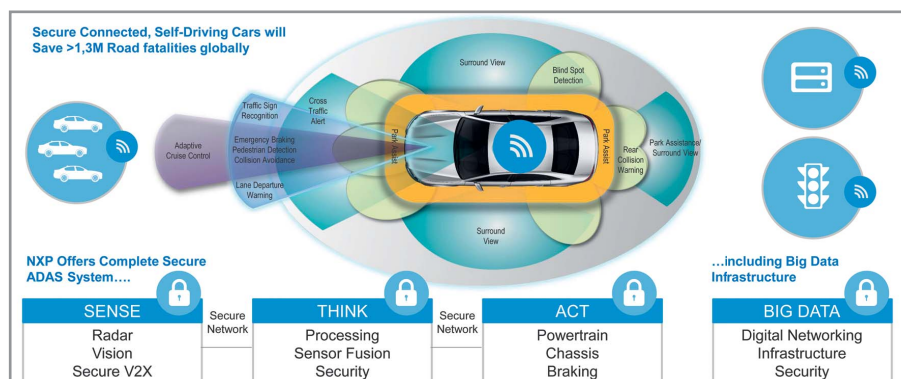 Secure Connected, Self-Driving Cars will
Save >1,3M Road fatalities globally
Surround View
Blind Spot
Detection
Traffic Sign
Recognition
Cross
Traffic
Alert
Adaptive
Cruise Control
Emergency Braking
Pedestrian Detection
Collision Avoidance
Park Assist
Park Assist
Rear
Collision
Warning
Park Assistance/
Surround View
Lane Departure
Warning
Surround
View
NXP Offers Complete Secure
ADAS System....
...including Big Data
Infrastructure
SENSE
Radar
Vision
Secure V2X
Secure
Network
THINK
Processing
Sensor Fusion
Security
Secure
Network
ACT
Powertrain
Chassis
Braking
BIG DATA
Digital Networking
Infrastructure
Security